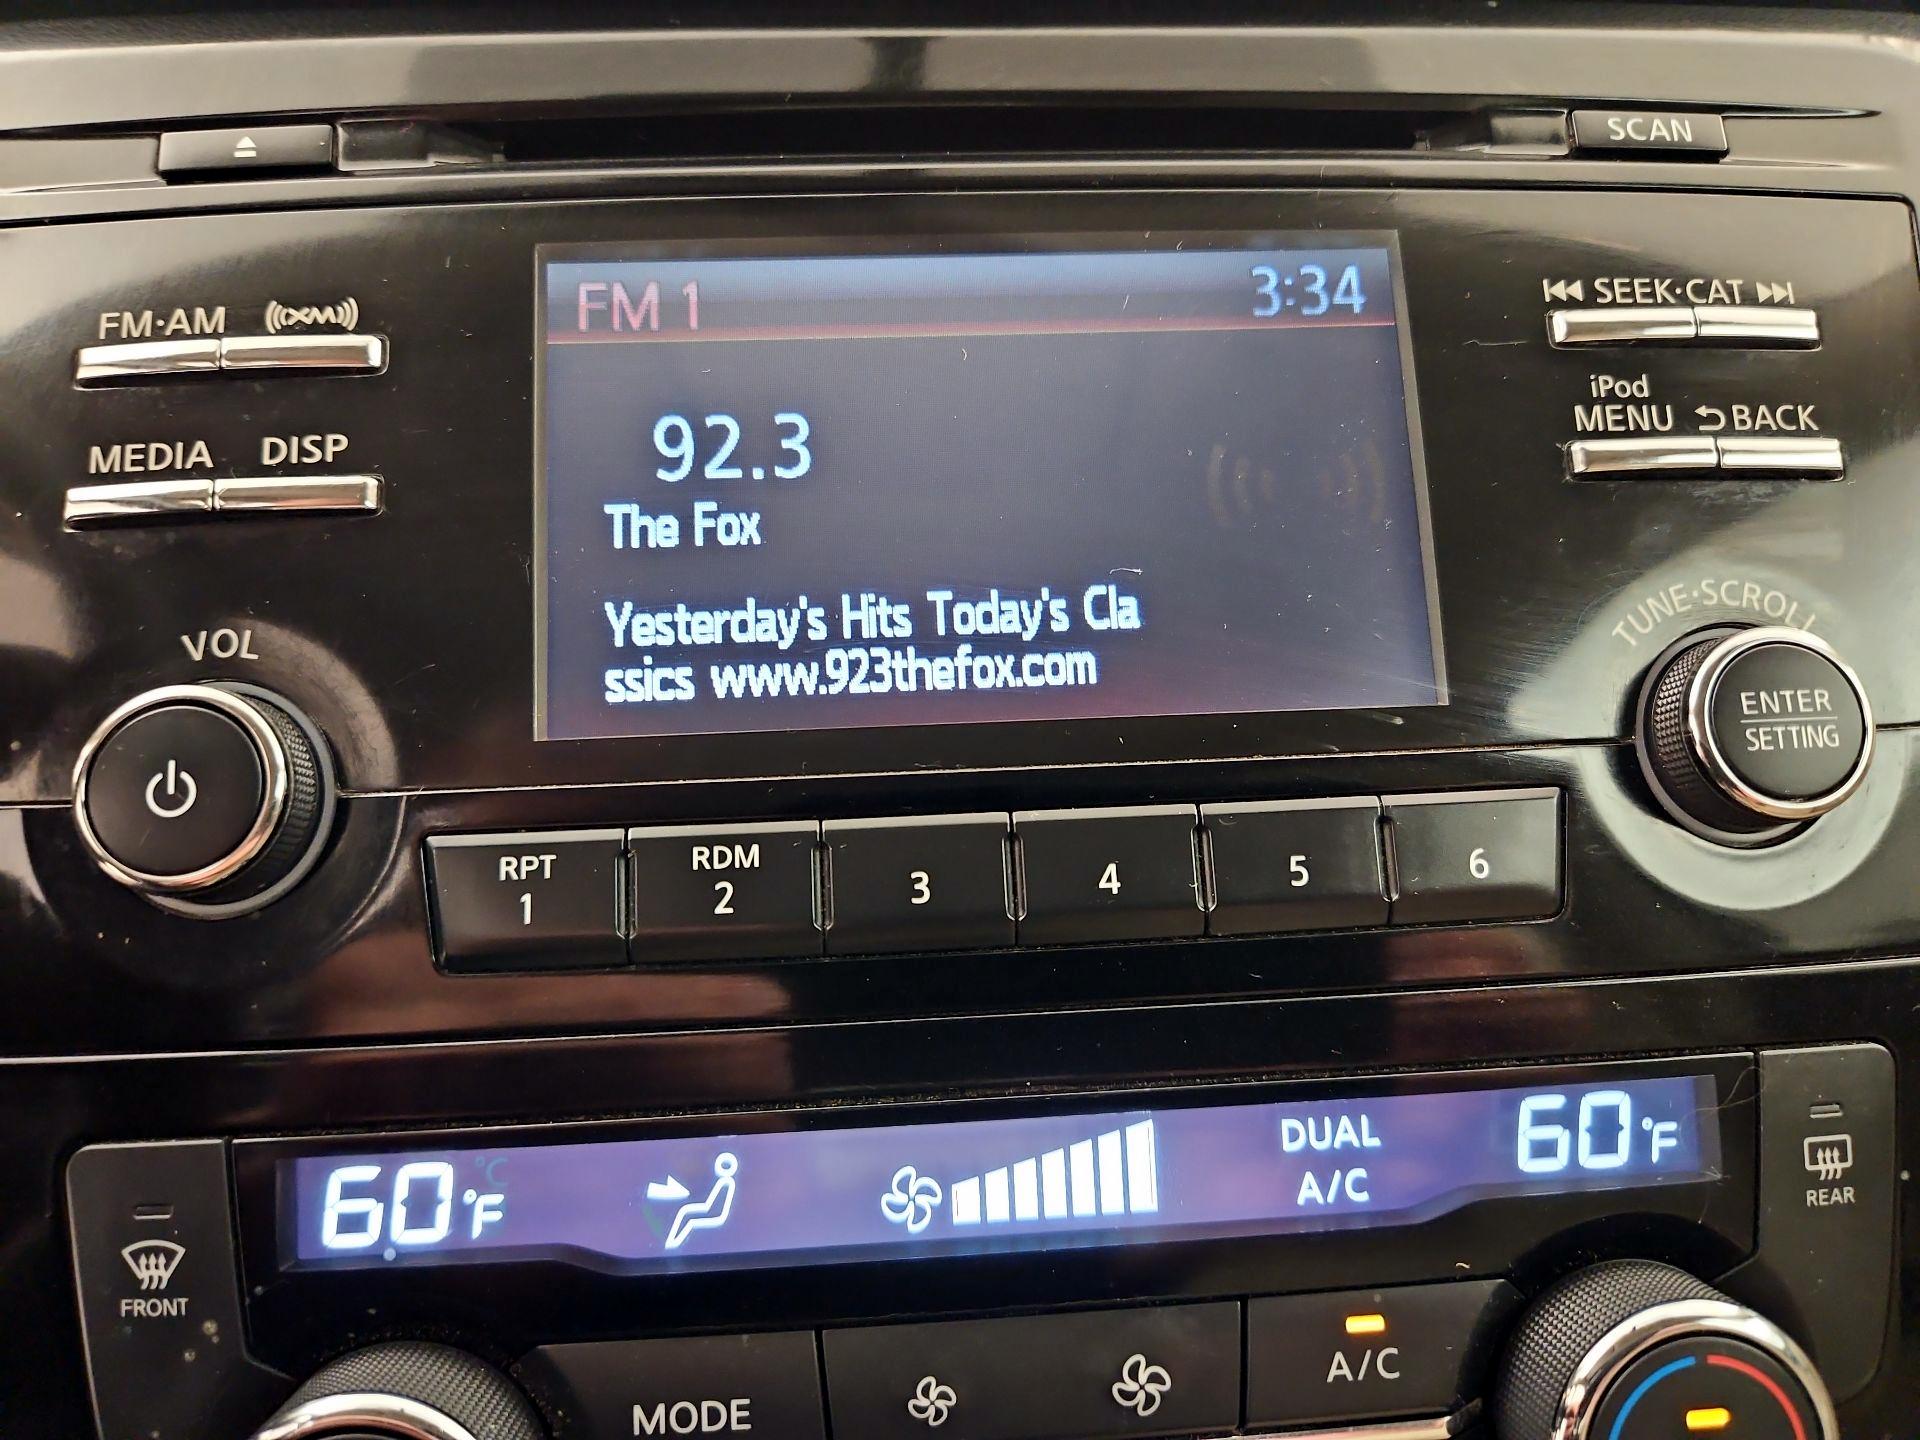 SCAN
FM 1 3:34
FM·AM ((XM))
SEEK·CAT
iPod
MENU BACK
MEDIA DISP
92.3
The Fox
Yesterday's Hits Today's Cla
ssics www.923thefox.com
VOL
TUNE·SCROLL
ENTER
SETTING
RPT
1
RDM
2
3
4
5
6
60°F
DUAL
A/C
60°F
°C
FRONT
REAR
MODE
A/C